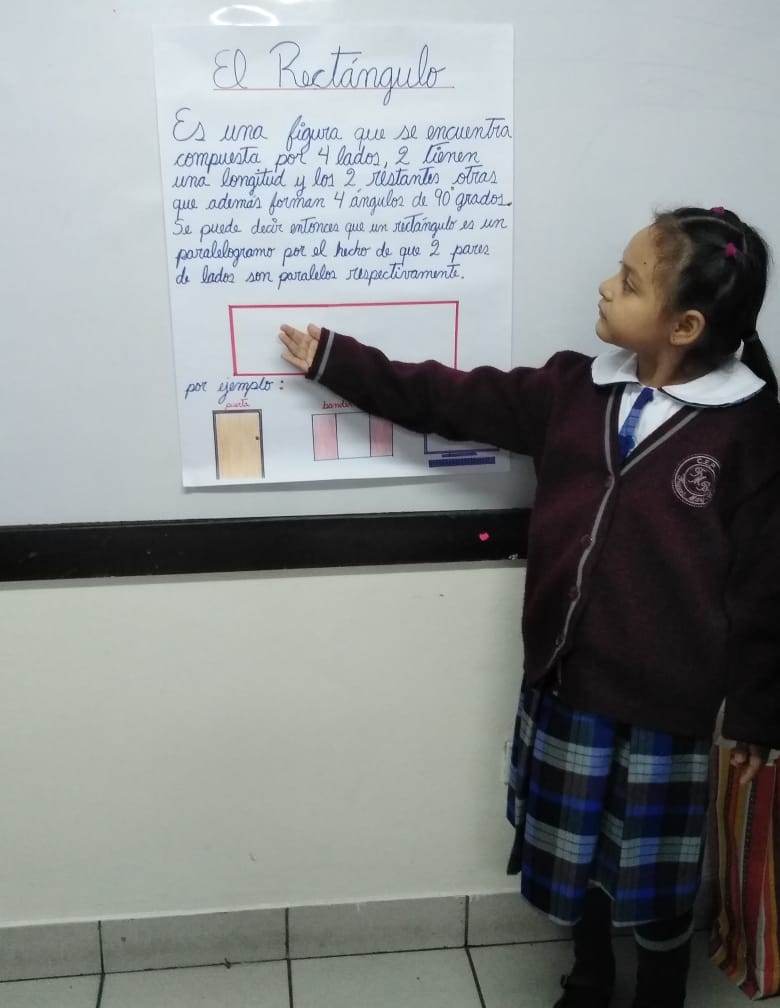 El Rectángulo
Es una figura que se encuentra
compuesta por 4 lados, 2 tienen
una longitud y los 2 restantes otras
que además forman 4 ángulos de 90° grados.
Se puede decir entonces que un rectángulo es un
paralelogramo por el hecho de que 2 pares
de lados son paralelos respectivamente.
por ejemplo:
puerta